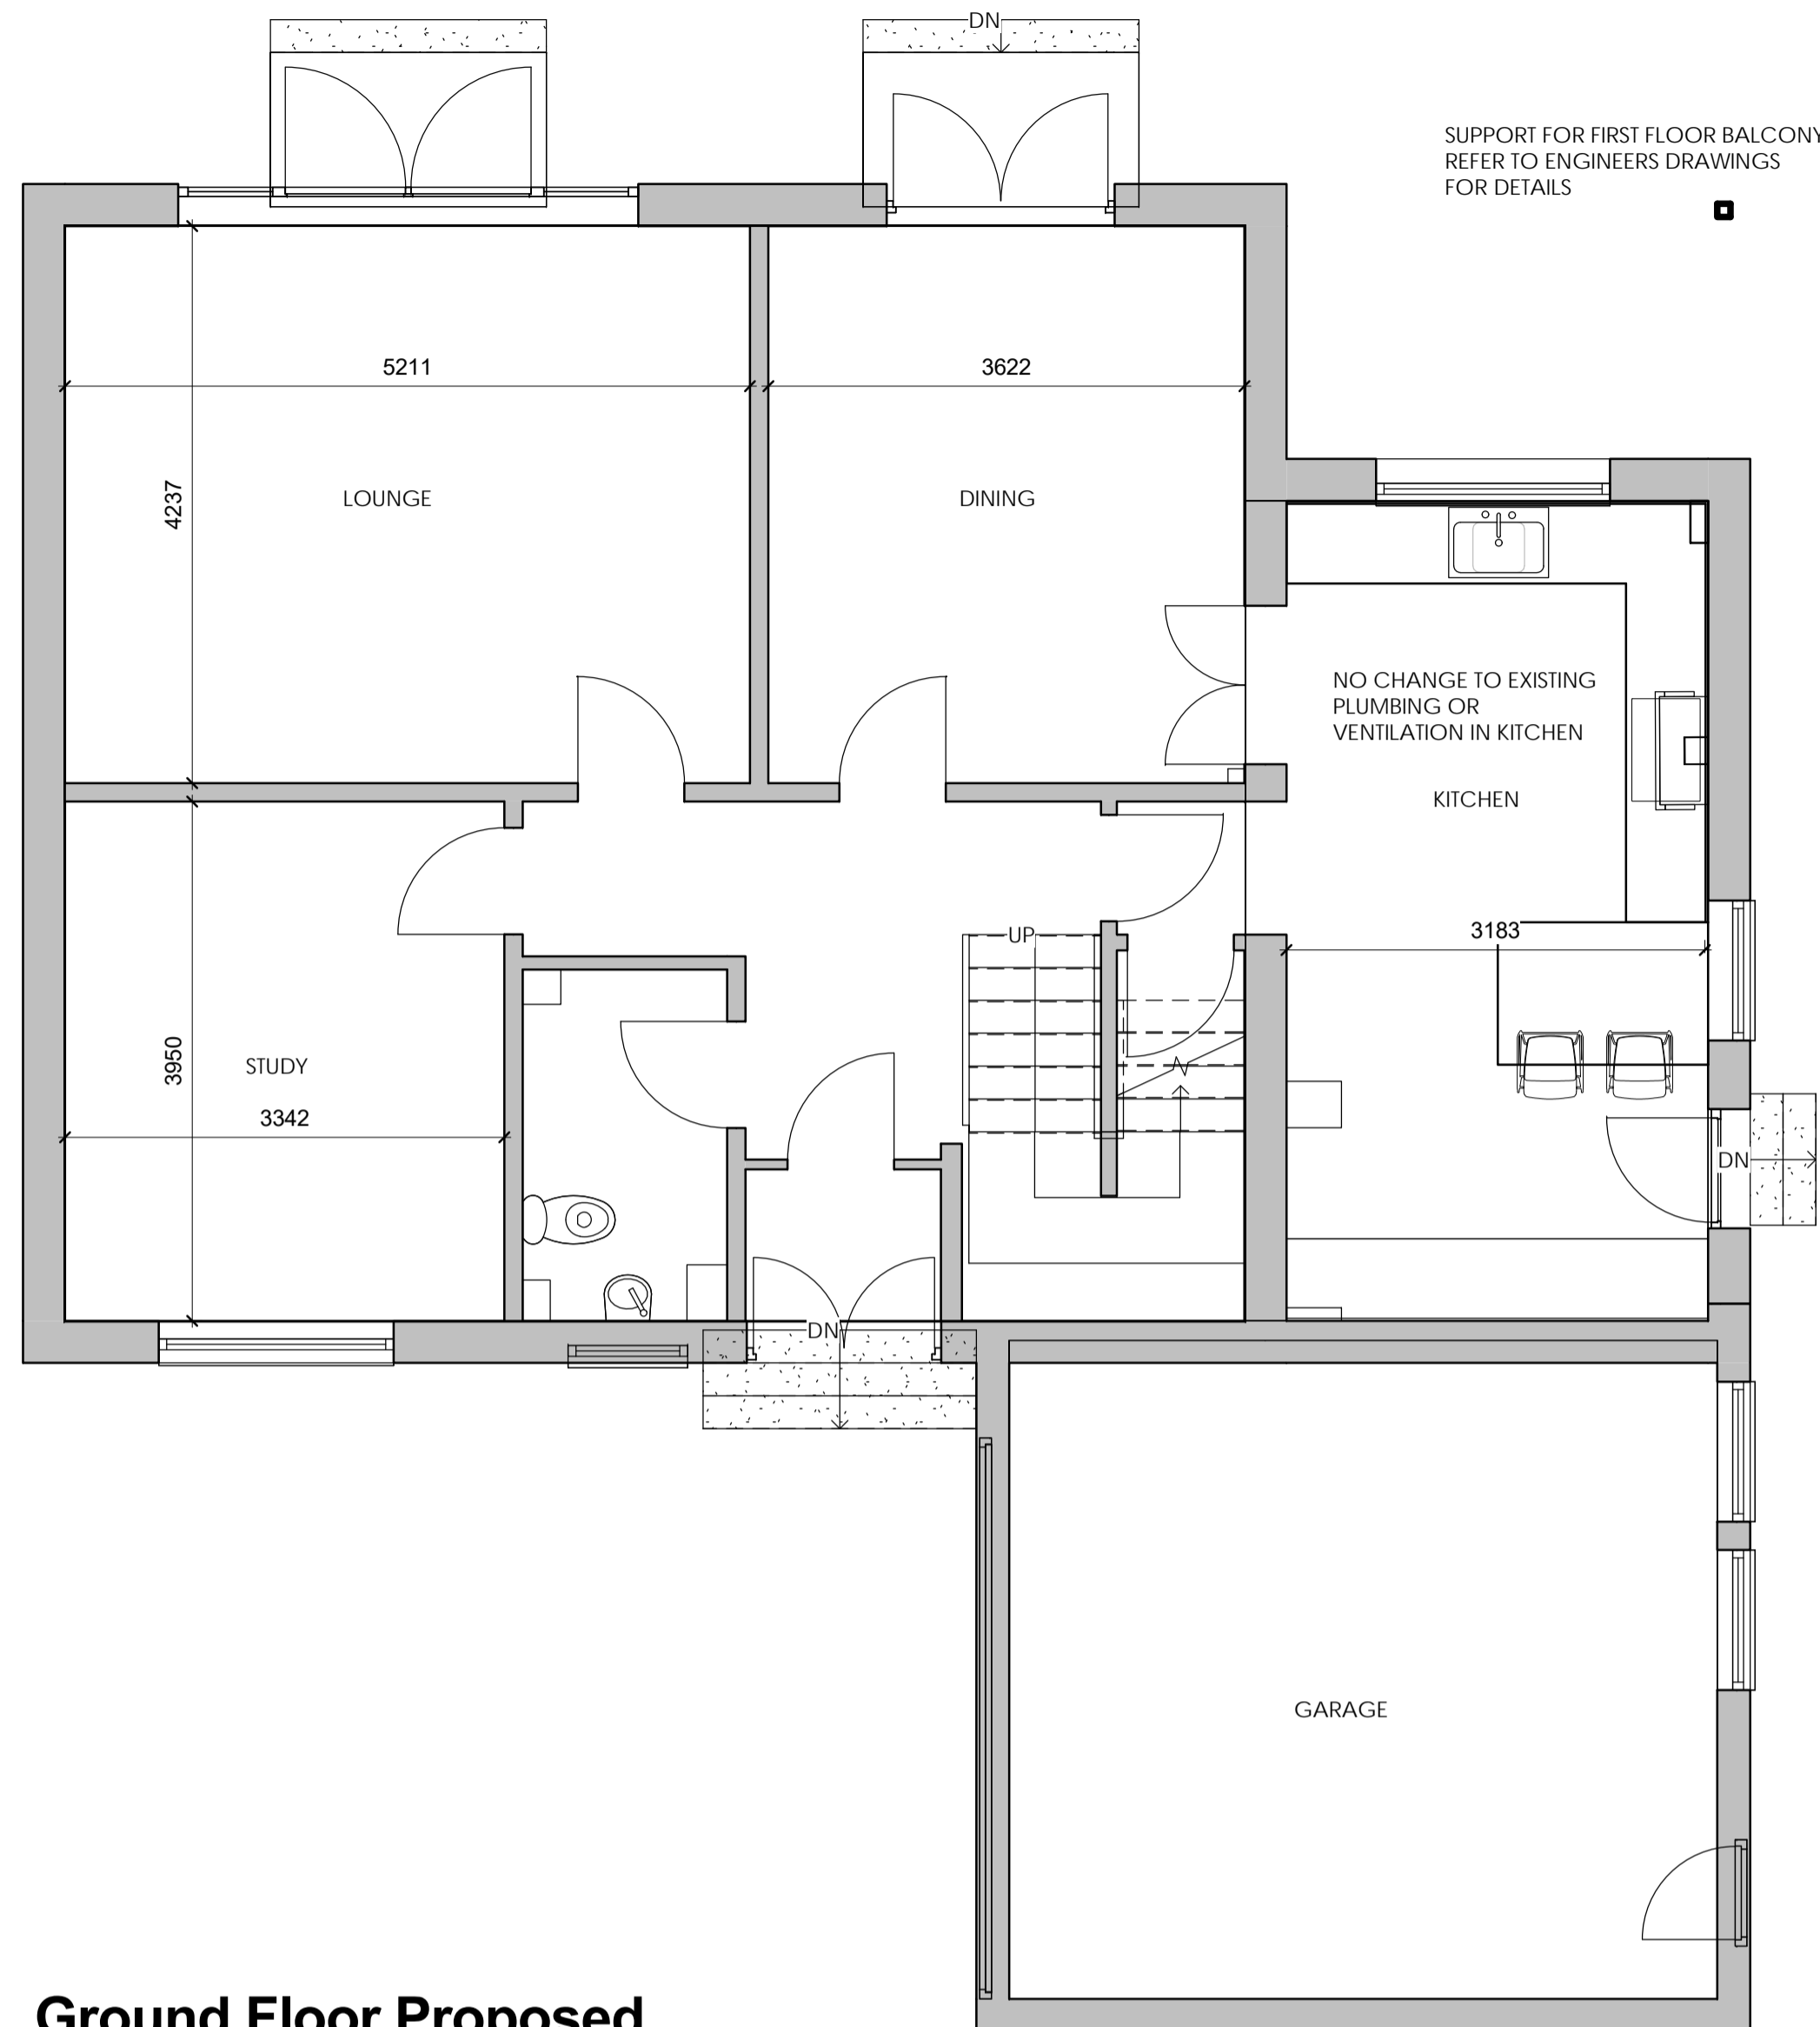 DN
SUPPORT FOR FIRST FLOOR BALCONY
REFER TO ENGINEERS DRAWINGS
FOR DETAILS
5211
3622
4237
LOUNGE
DINING
NO CHANGE TO EXISTING
PLUMBING OR
VENTILATION IN KITCHEN
KITCHEN
UP
3183
3950
STUDY
3342
DN
DN
GARAGE
Ground Floor Proposed